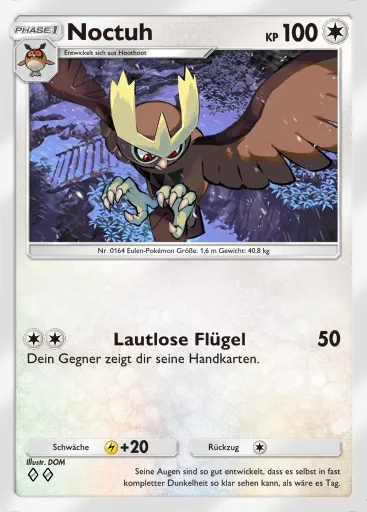 PHASE 1 Noctuh KP 100
Entwickelt sich aus Hoothoot
Nr. 0164 Eulen-Pokémon Größe: 1,6 m Gewicht: 40,8 kg
Lautlose Flügel 50
Dein Gegner zeigt dir seine Handkarten.
Schwäche +20 Rückzug
Illustr. DOM
Seine Augen sind so gut entwickelt, dass es selbst in fast
kompletter Dunkelheit so klar sehen kann, als wäre es Tag.